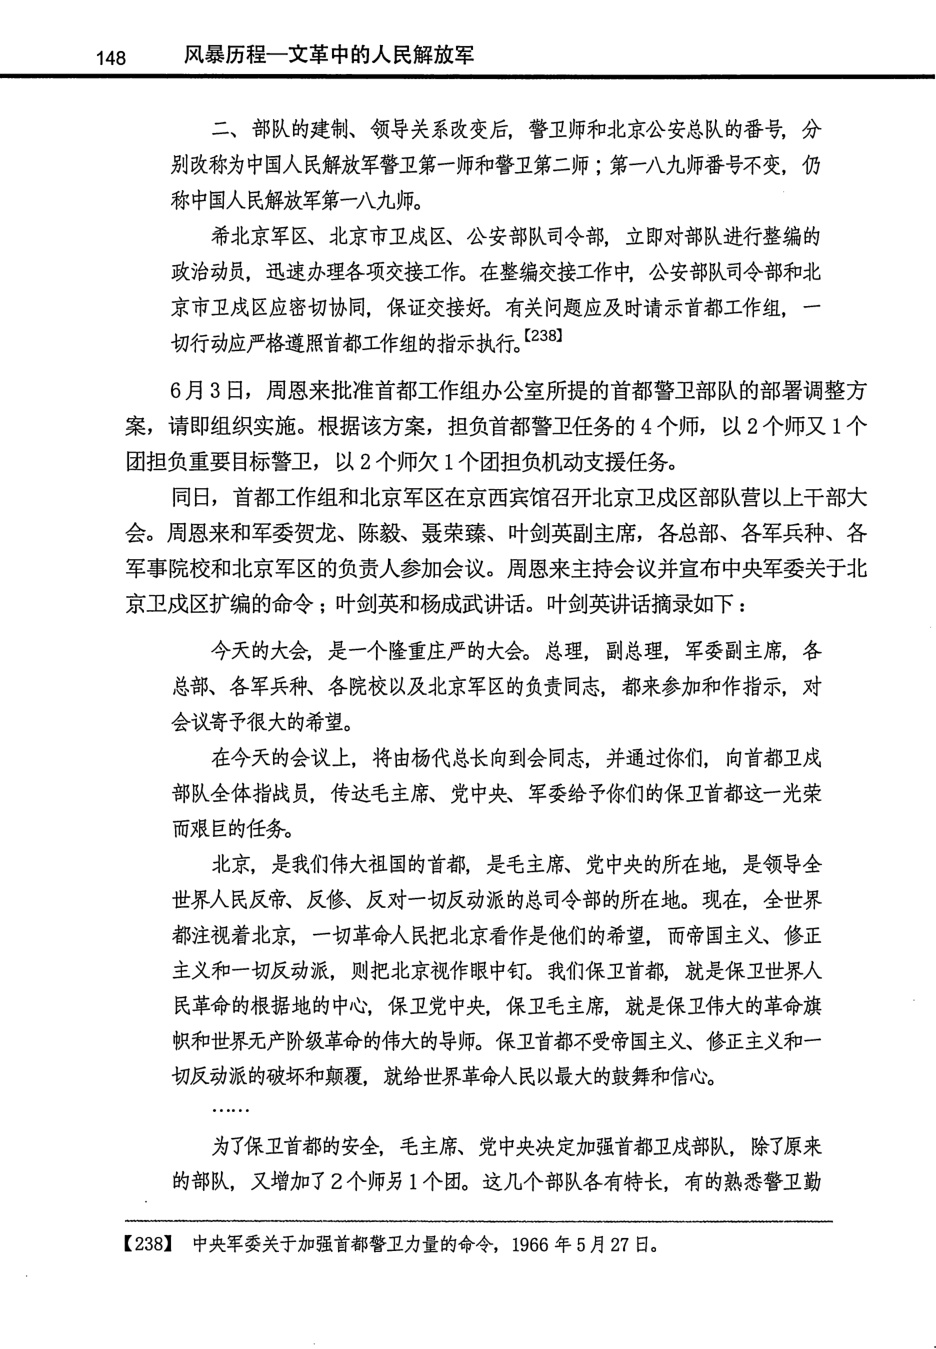 148 风暴历程—文革中的人民解放军
二、部队的建制、领导关系改变后，警卫师和北京公安总队的番号，分
别改称为中国人民解放军警卫第一师和警卫第二师；第一八九师番号不变，仍
称中国人民解放军第一八九师。
希北京军区、北京市卫戍区、公安部队司令部，立即对部队进行整编的
政治动员，迅速办理各项交接工作。在整编交接工作中，公安部队司令部和北
京市卫戍区应密切协同，保证交接好。有关问题应及时请示首都工作组，一
切行动应严格遵照首都工作组的指示执行。【238】
6月3日，周恩来批准首都工作组办公室所提的首都警卫部队的部署调整方
案，请即组织实施。根据该方案，担负首都警卫任务的4个师，以2个师又1个
团担负重要目标警卫，以2个师欠1个团担负机动支援任务。
同日，首都工作组和北京军区在京西宾馆召开北京卫戍区部队营以上干部大
会。周恩来和军委贺龙、陈毅、聂荣臻、叶剑英副主席，各总部、各军兵种、各
军事院校和北京军区的负责人参加会议。周恩来主持会议并宣布中央军委关于北
京卫戍区扩编的命令；叶剑英和杨成武讲话。叶剑英讲话摘录如下：
今天的大会，是一个隆重庄严的大会。总理，副总理，军委副主席，各
总部、各军兵种、各院校以及北京军区的负责同志，都来参加和作指示，对
会议寄予很大的希望。
在今天的会议上，将由杨代总长向到会同志，并通过你们，向首都卫戍
部队全体指战员，传达毛主席、党中央、军委给予你们的保卫首都这一光荣
而艰巨的任务。
北京，是我们伟大祖国的首都，是毛主席、党中央的所在地，是领导全
世界人民反帝、反修、反对一切反动派的总司令部的所在地。现在，全世界
都注视着北京，一切革命人民把北京看作是他们的希望，而帝国主义、修正
主义和一切反动派，则把北京视作眼中钉。我们保卫首都，就是保卫世界人
民革命的根据地的中心，保卫党中央，保卫毛主席，就是保卫伟大的革命旗
帜和世界无产阶级革命的伟大的导师。保卫首都不受帝国主义、修正主义和一
切反动派的破坏和颠覆，就给世界革命人民以最大的鼓舞和信心。
……
为了保卫首都的安全，毛主席、党中央决定加强首都卫戍部队，除了原来
的部队，又增加了2个师另1个团。这几个部队各有特长，有的熟悉警卫勤
【238】 中央军委关于加强首都警卫力量的命令，1966年5月27日。